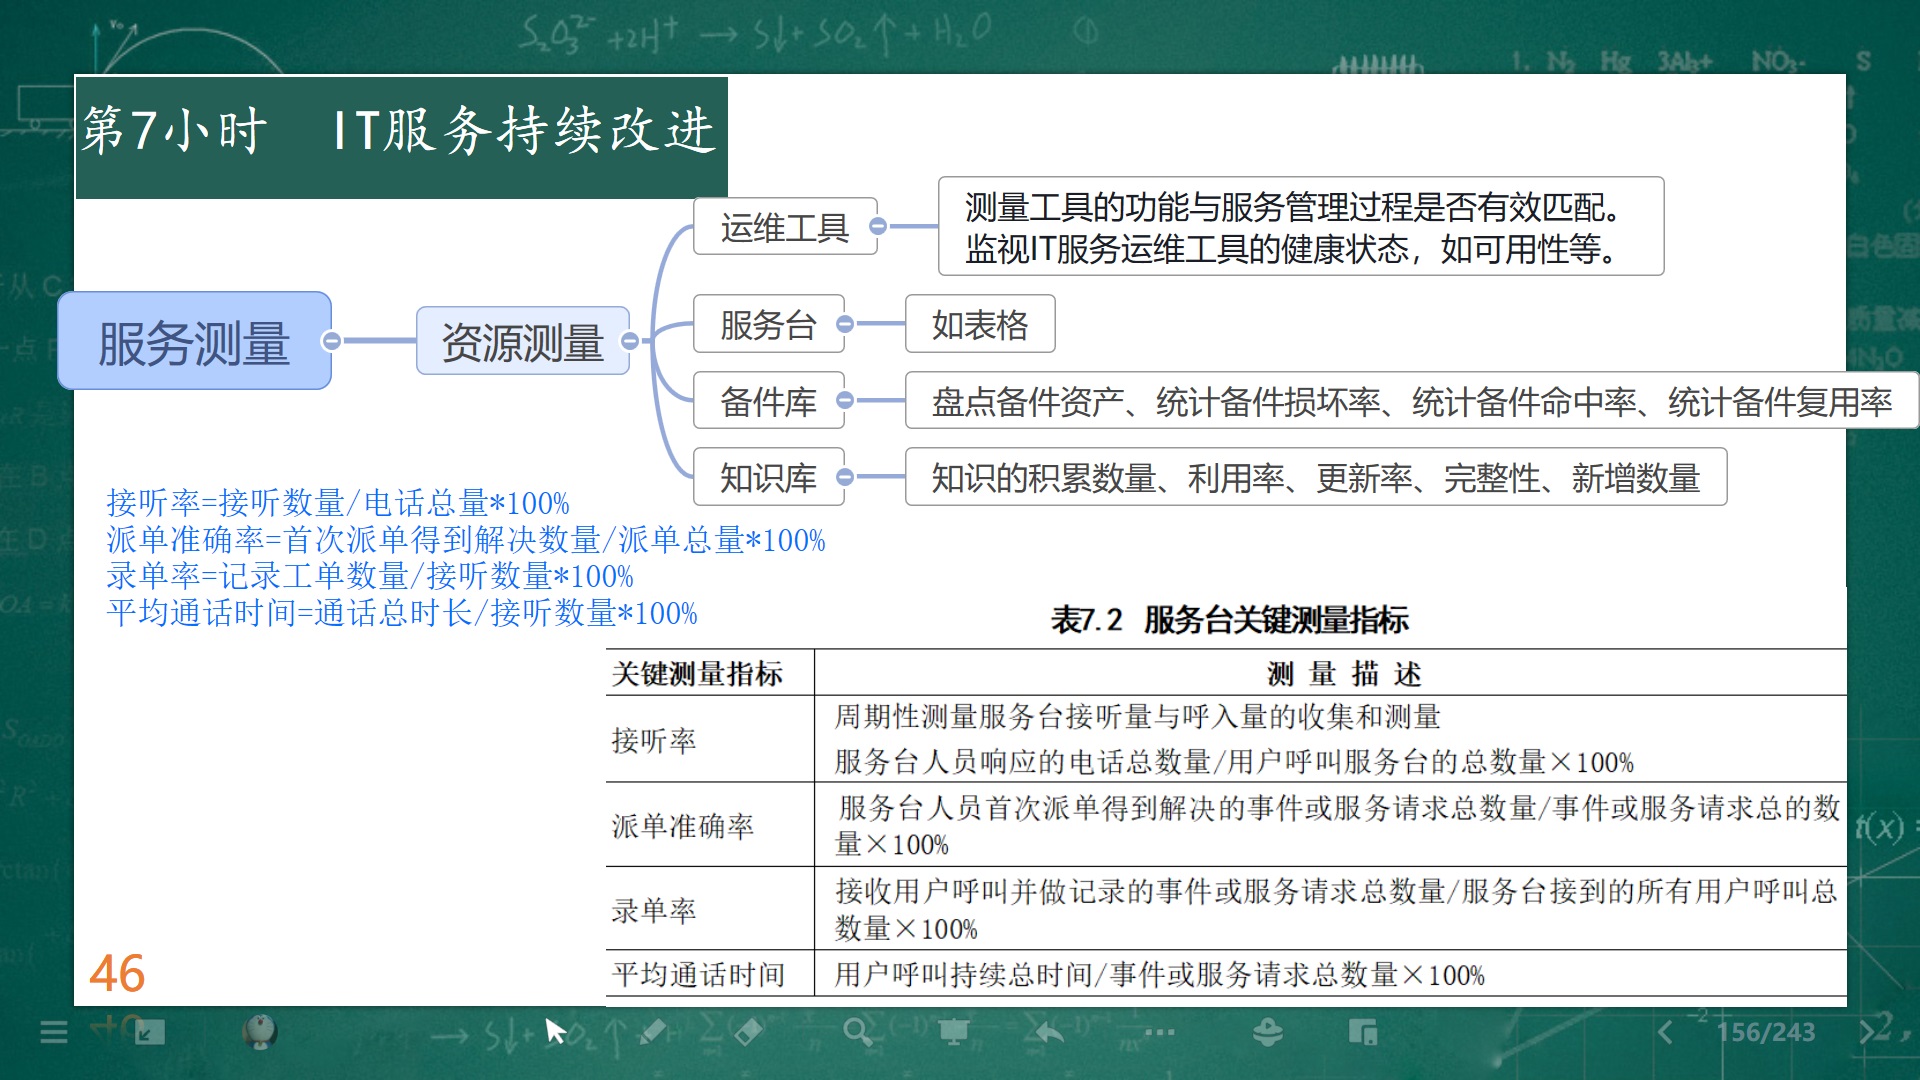 第7小时 IT服务持续改进
服务测量
资源测量
运维工具
测量工具的功能与服务管理过程是否有效匹配。
监视IT服务运维工具的健康状态，如可用性等。
服务台
如表格
备件库
盘点备件资产、统计备件损坏率、统计备件命中率、统计备件复用率
知识库
知识的积累数量、利用率、更新率、完整性、新增数量
接听率=接听数量/电话总量*100%
派单准确率=首次派单得到解决数量/派单总量*100%
录单率=记录工单数量/接听数量*100%
平均通话时间=通话总时长/接听数量*100%
表7.2 服务台关键测量指标
关键测量指标 测 量 描 述
接听率
周期性测量服务台接听量与呼入量的收集和测量
服务台人员响应的电话总数量/用户呼叫服务台的总数量×100%
派单准确率
服务台人员首次派单得到解决的事件或服务请求总数量/事件或服务请求总的数
量×100%
录单率
接收用户呼叫并做记录的事件或服务请求总数量/服务台接到的所有用户呼叫总
数量×100%
平均通话时间 用户呼叫持续总时间/事件或服务请求总数量×100%
46
156/243